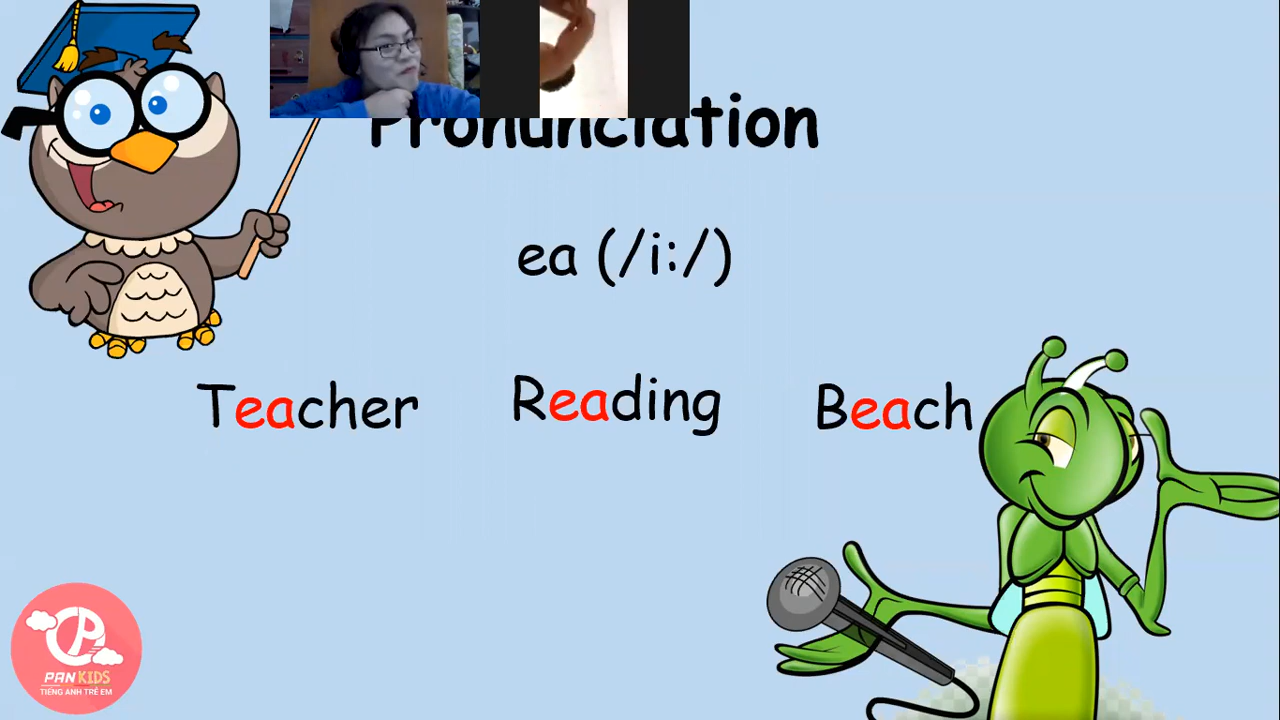 Pronunciation
ea (/i:/)
Teacher Reading Beach
PAN KIDS
TIẾNG ANH TRẺ EM